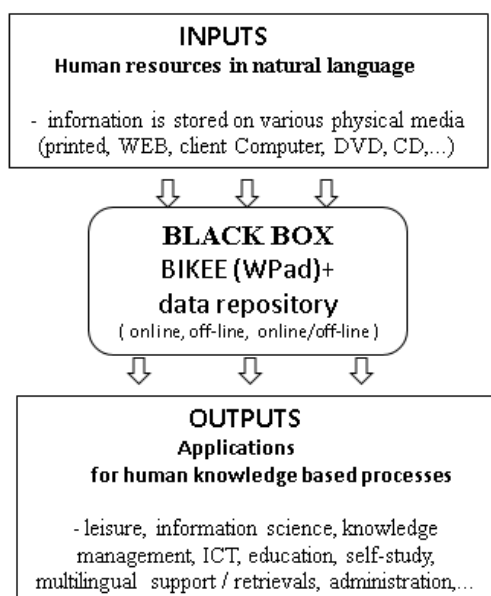 INPUTS
Human resources in natural language
- infornation is stored on various physical media
(printed, WEB, client Computer, DVD, CD,...)
BLACK BOX
BIKEE (WPad)+
data repository
( online, off-line, online/off-line )
OUTPUTS
Applications
for human knowledge based processes
- leisure, information science, knowledge
management, ICT, education, self-study,
multilingual support / retrievals, administration,...